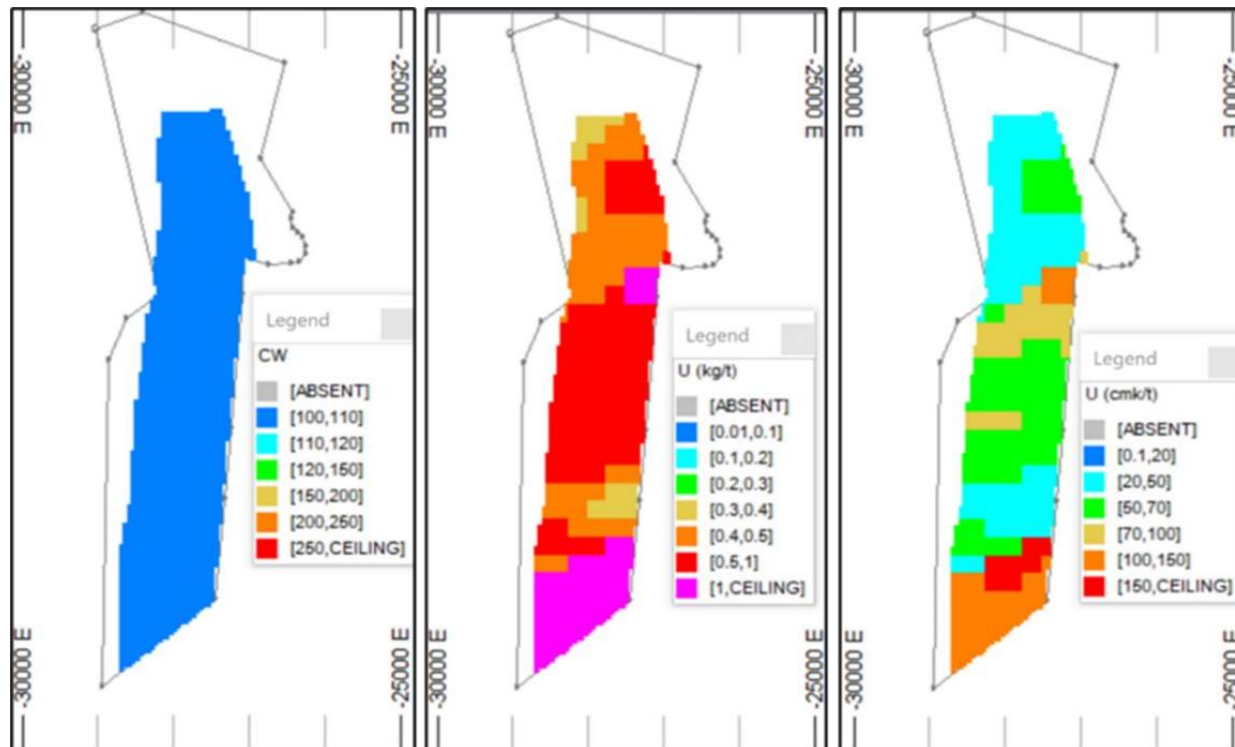 -30000 E
-25000 E
Legend
CW
[ABSENT]
[100,110]
[110,120]
[120,150]
[150,200]
[200,250]
[250,CEILING]
-30000 E
-25000 E
-30000 E
-25000 E
Legend
U (kg/t)
[ABSENT]
[0.01,0.1]
[0.1,0.2]
[0.2,0.3]
[0.3,0.4]
[0.4,0.5]
[0.5,1]
[1,CEILING]
-30000 E
-25000 E
-30000 E
-25000 E
Legend
U (cmk/t)
[ABSENT]
[0.1,20]
[20,50]
[50,70]
[70,100]
[100,150]
[150,CEILING]
-30000 E
-25000 E